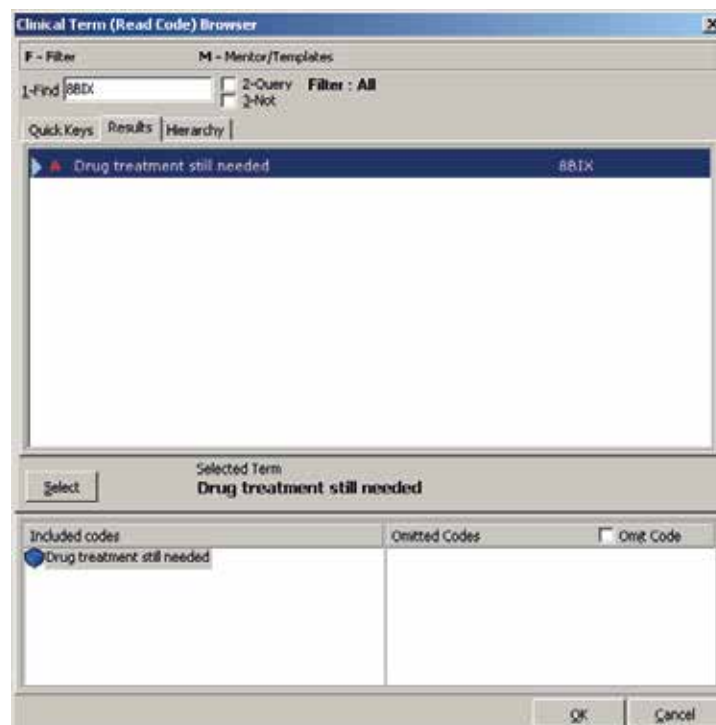 Clinical Term (Read Code) Browser
F - Filter M - Mentor/Templates
1-Find 8BIX 2-Query Filter : All
3-Not
Quick Keys Results Hierarchy
Drug treatment still needed 8BIX
Selected Term
Select Drug treatment still needed
Included codes Omitted Codes Omit Code
Drug treatment still needed
OK Cancel